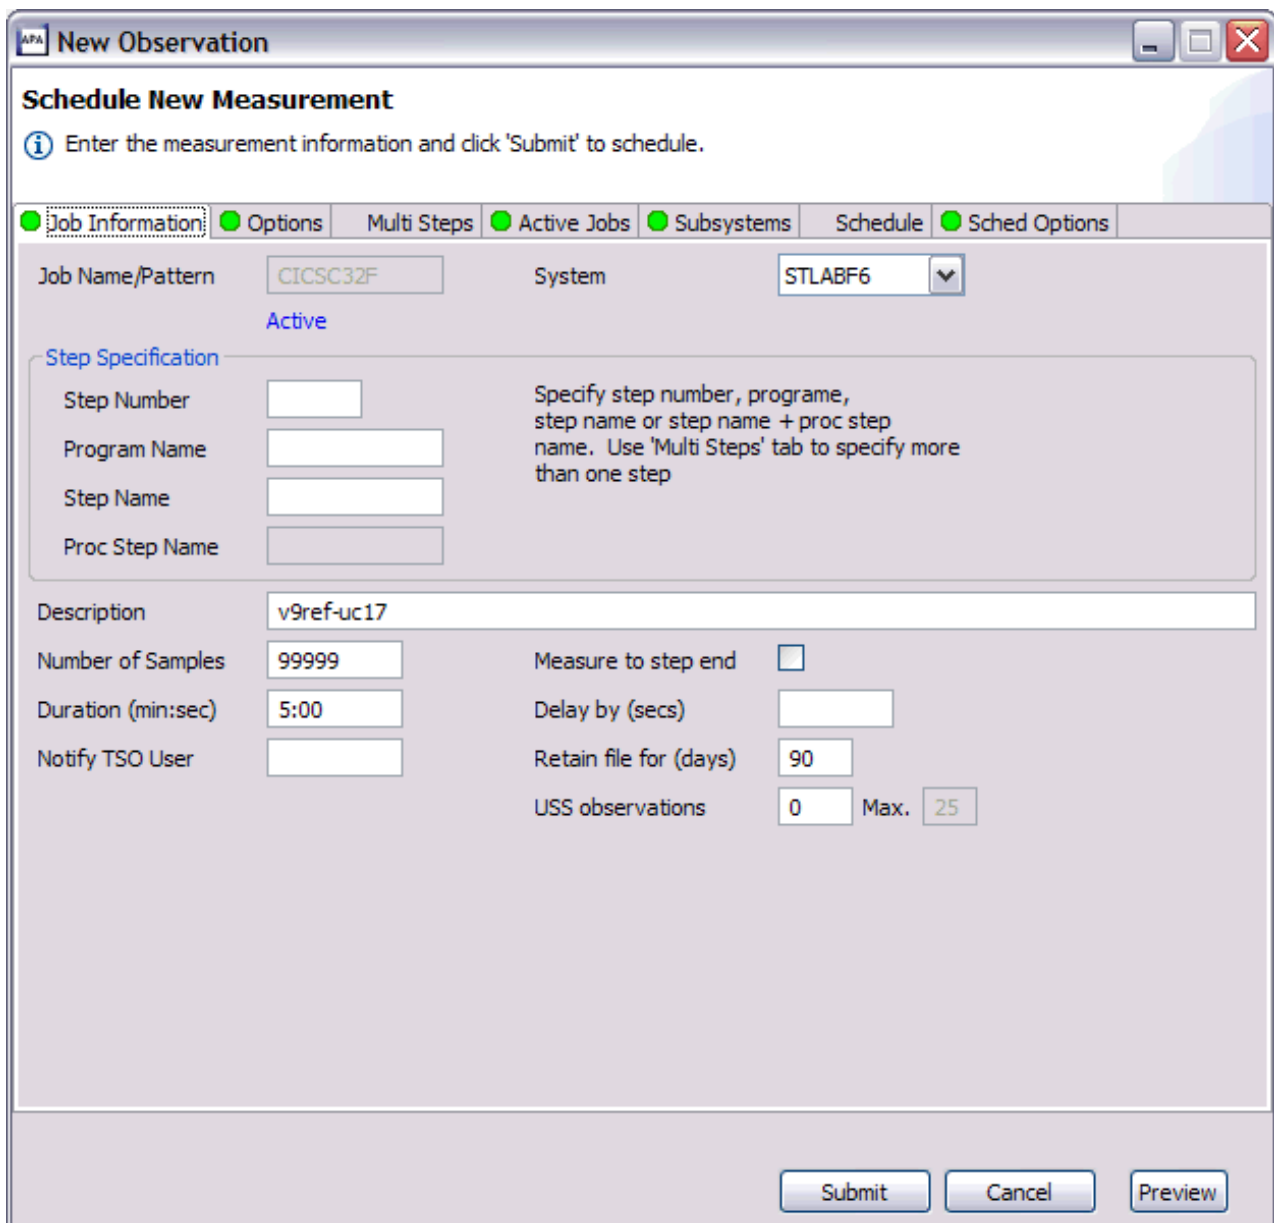 APA New Observation
Schedule New Measurement
Enter the measurement information and click 'Submit' to schedule.
Job Information Options Multi Steps Active Jobs Subsystems Schedule Sched Options
Job Name/Pattern CICSC32F System STLABF6
Active
Step Specification
Step Number
Program Name
Step Name
Proc Step Name
Specify step number, programe,
step name or step name + proc step
name. Use 'Multi Steps' tab to specify more
than one step
Description v9ref-uc17
Number of Samples 99999 Measure to step end
Duration (min:sec) 5:00 Delay by (secs)
Notify TSO User Retain file for (days) 90
USS observations 0 Max. 25
Submit Cancel Preview